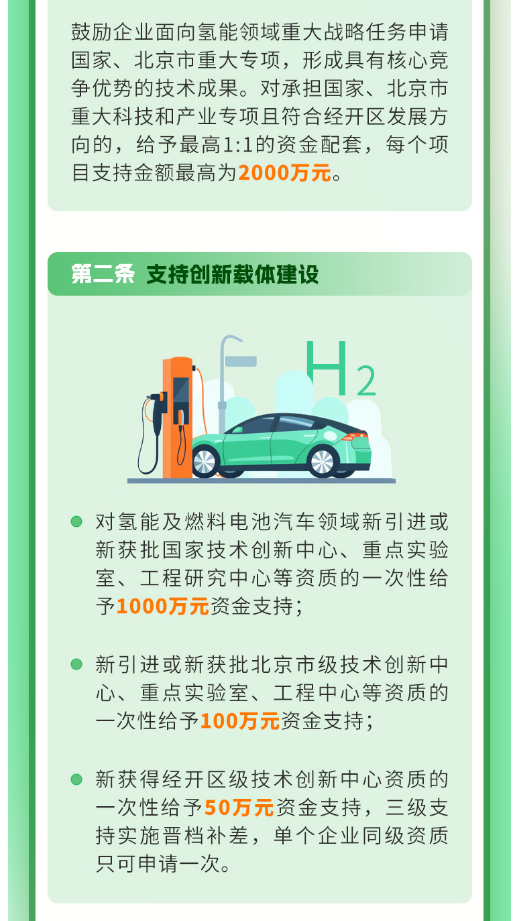 鼓励企业面向氢能领域重大战略任务申请
国家、北京市重大专项，形成具有核心竞
争优势的技术成果。对承担国家、北京市
重大科技和产业专项且符合经开区发展方
向的，给予最高1:1的资金配套，每个项
目支持金额最高为2000万元。
第二条 支持创新载体建设
H2
对氢能及燃料电池汽车领域新引进或
新获批国家技术创新中心、重点实验
室、工程研究中心等资质的一次性给
予1000万元资金支持；
新引进或新获批北京市级技术创新中
心、重点实验室、工程中心等资质的
一次性给予100万元资金支持；
新获得经开区级技术创新中心资质的
一次性给予50万元资金支持，三级支
持实施晋档补差，单个企业同级资质
只可申请一次。